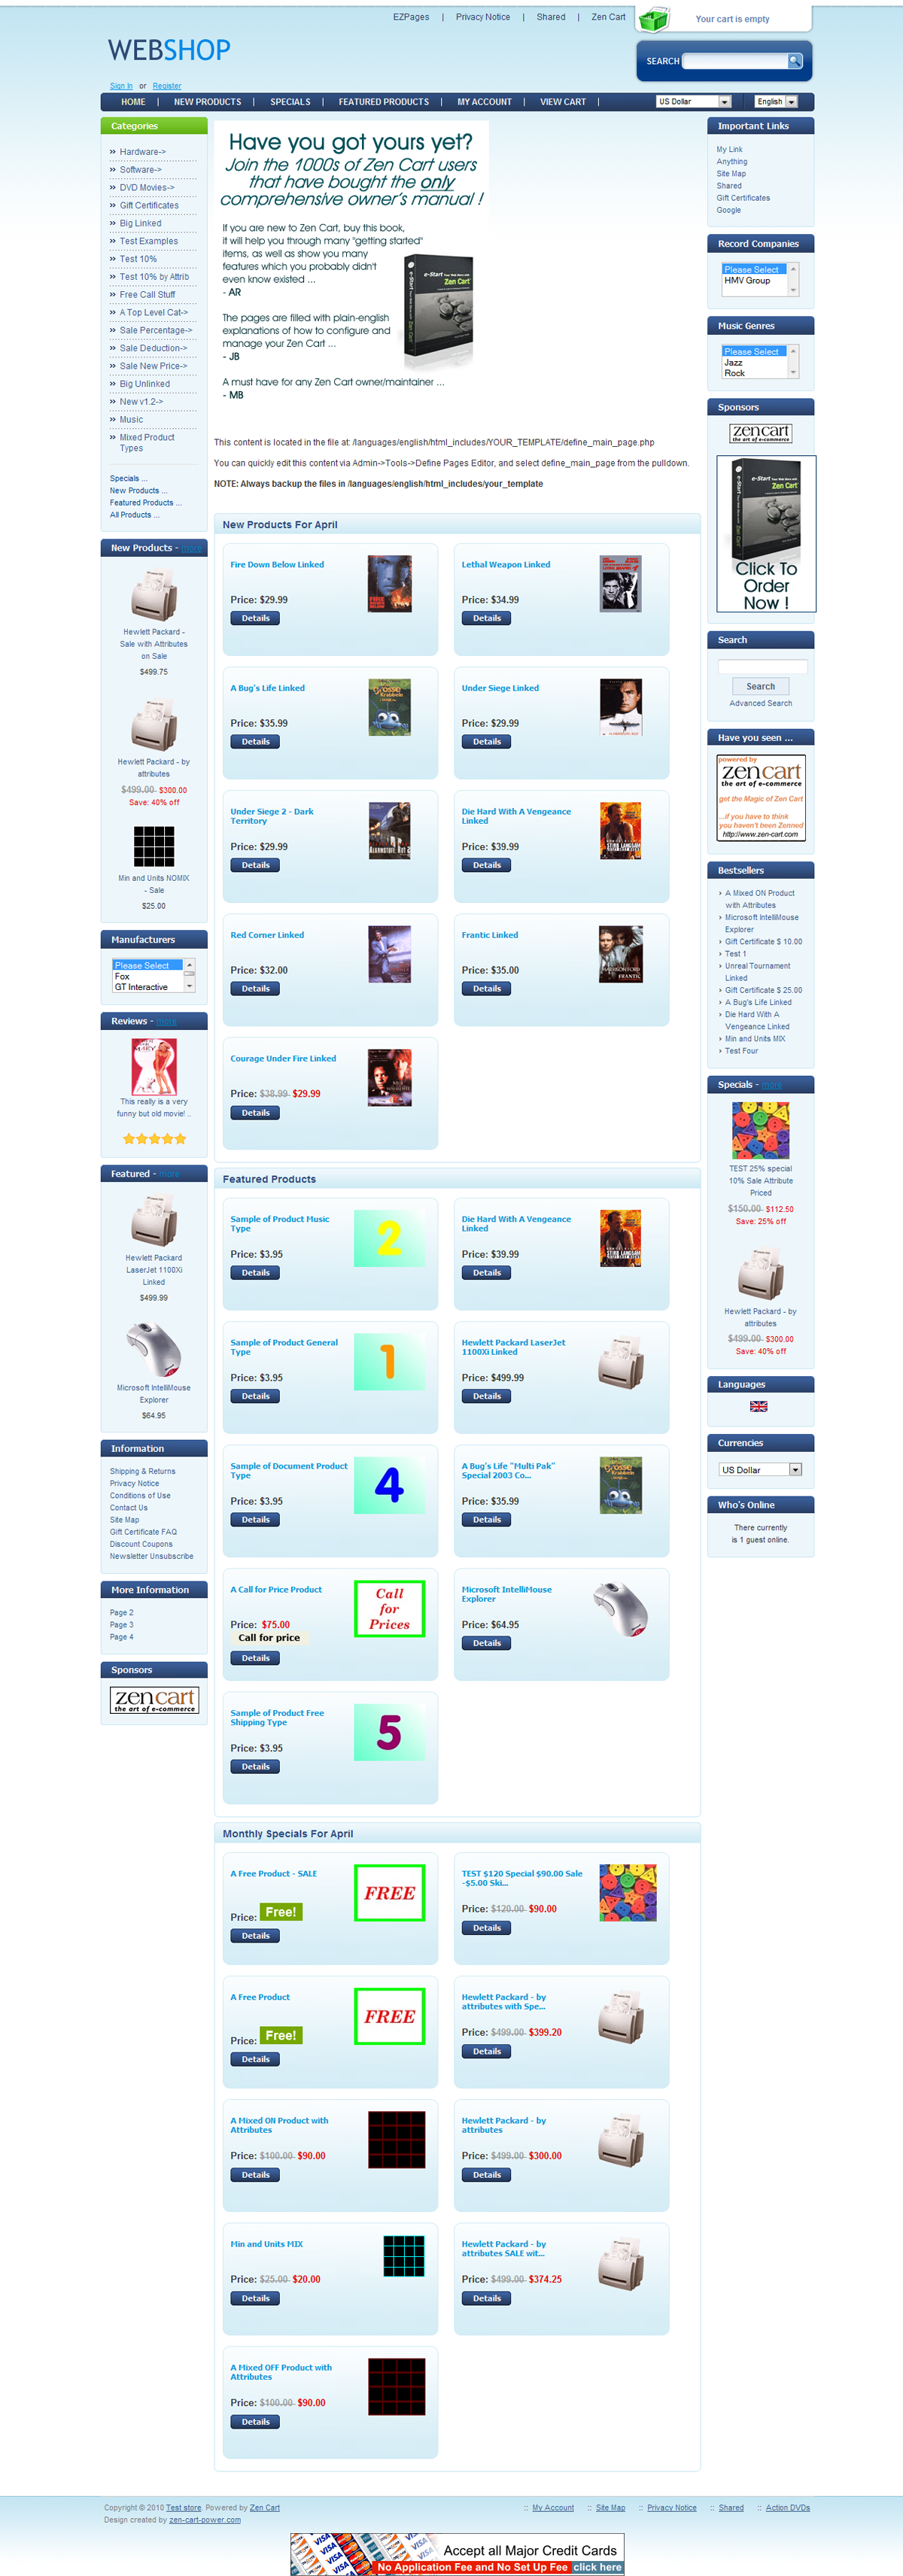 EZPages | Privacy Notice | Shared | Zen Cart
Your cart is empty
WEBSHOP
SEARCH
Sign In or Register
HOME | NEW PRODUCTS | SPECIALS | FEATURED PRODUCTS | MY ACCOUNT | VIEW CART |
US Dollar
English
Categories
Hardware->
Software->
DVD Movies->
Gift Certificates
Big Linked
Test Examples
Test 10%
Test 10% by Attrib
Free Call Stuff
A Top Level Cat->
Sale Percentage->
Sale Deduction->
Sale New Price->
Big Unlinked
New v1.2->
Music
Mixed Product
Types
Specials ...
New Products ...
Featured Products ...
All Products ...
New Products - more
Hewlett Packard -
Sale with Attributes
on Sale
$499.75
Hewlett Packard - by
attributes
$499.00 $300.00
Save: 40% off
Min and Units NOMIX
- Sale
$25.00
Manufacturers
Please Select
Fox
GT Interactive
Reviews - more
This really is a very
funny but old movie! ..
Featured - more
Hewlett Packard
LaserJet 1100Xi
Linked
$499.99
Microsoft IntelliMouse
Explorer
$64.95
Information
Shipping & Returns
Privacy Notice
Conditions of Use
Contact Us
Site Map
Gift Certificate FAQ
Discount Coupons
Newsletter Unsubscribe
More Information
Page 2
Page 3
Page 4
Sponsors
zencart
the art of e-commerce
Have you got yours yet?
Join the 1000s of Zen Cart users
that have bought the only
comprehensive owner's manual !
If you are new to Zen Cart, buy this book,
it will help you through many "getting started"
items, as well as show you many
features which you probably didn't
even know existed ...
- AR
The pages are filled with plain-english
explanations of how to configure and
manage your Zen Cart ...
- JB
A must have for any Zen Cart owner/maintainer ...
- MB
e-Start
Zen Cart
This content is located in the file at: /languages/english/html_includes/YOUR_TEMPLATE/define_main_page.php
You can quickly edit this content via Admin->Tools->Define Pages Editor, and select define_main_page from the pulldown.
NOTE: Always backup the files in /languages/english/html_includes/your_template
New Products For April
Fire Down Below Linked
Price: $29.99
Details
Lethal Weapon Linked
Price: $34.99
Details
A Bug's Life Linked
Price: $35.99
Details
Under Siege Linked
Price: $29.99
Details
Under Siege 2 - Dark
Territory
Price: $29.99
Details
Die Hard With A Vengeance
Linked
Price: $39.99
Details
Red Corner Linked
Price: $32.00
Details
Frantic Linked
Price: $35.00
Details
Courage Under Fire Linked
Price: $38.99 $29.99
Details
Featured Products
Sample of Product Music
Type
Price: $3.95
Details
2
Die Hard With A Vengeance
Linked
Price: $39.99
Details
Sample of Product General
Type
Price: $3.95
Details
1
Hewlett Packard LaserJet
1100Xi Linked
Price: $499.99
Details
Sample of Document Product
Type
Price: $3.95
Details
4
A Bug's Life "Multi Pak"
Special 2003 Co...
Price: $35.99
Details
A Call for Price Product
Price: $75.00
Call for price
Details
Call
for
Prices
Microsoft IntelliMouse
Explorer
Price: $64.95
Details
Sample of Product Free
Shipping Type
Price: $3.95
Details
5
Monthly Specials For April
A Free Product - SALE
Price: Free!
Details
FREE
TEST $120 Special $90.00 Sale
-$5.00 Ski...
Price: $120.00 $90.00
Details
A Free Product
Price: Free!
Details
FREE
Hewlett Packard - by
attributes with Spe...
Price: $499.00 $399.20
Details
A Mixed ON Product with
Attributes
Price: $100.00 $90.00
Details
Hewlett Packard - by
attributes
Price: $499.00 $300.00
Details
Min and Units MIX
Price: $25.00 $20.00
Details
Hewlett Packard - by
attributes SALE wit...
Price: $499.00 $374.25
Details
A Mixed OFF Product with
Attributes
Price: $100.00 $90.00
Details
Important Links
My Link
Anything
Site Map
Shared
Gift Certificates
Google
Record Companies
Please Select
HMV Group
Music Genres
Please Select
Jazz
Rock
Sponsors
zencart
the art of e-commerce
e-Start
Zen Cart
Click To
Order
Now !
Search
Search
Advanced Search
Have you seen ...
powered by
zencart
the art of e-commerce
got the Magic of Zen Cart
...if you have to think
you haven't been Zenned
http://www.zen-cart.com
Bestsellers
A Mixed ON Product
with Attributes
Microsoft IntelliMouse
Explorer
Gift Certificate $ 10.00
Test 1
Unreal Tournament
Linked
Gift Certificate $ 25.00
A Bug's Life Linked
Die Hard With A
Vengeance Linked
Min and Units MIX
Test Four
Specials - more
TEST 25% special
10% Sale Attribute
Priced
$150.00 $112.50
Save: 25% off
Hewlett Packard - by
attributes
$499.00 $300.00
Save: 40% off
Languages
Currencies
US Dollar
Who's Online
There currently
is 1 guest online.
Copyright © 2010 Test store. Powered by Zen Cart
Design created by zen-cart-power.com
:: My Account :: Site Map :: Privacy Notice :: Shared :: Action DVDs
VISA
Accept all Major Credit Cards
No Application Fee and No Set Up Fee click here